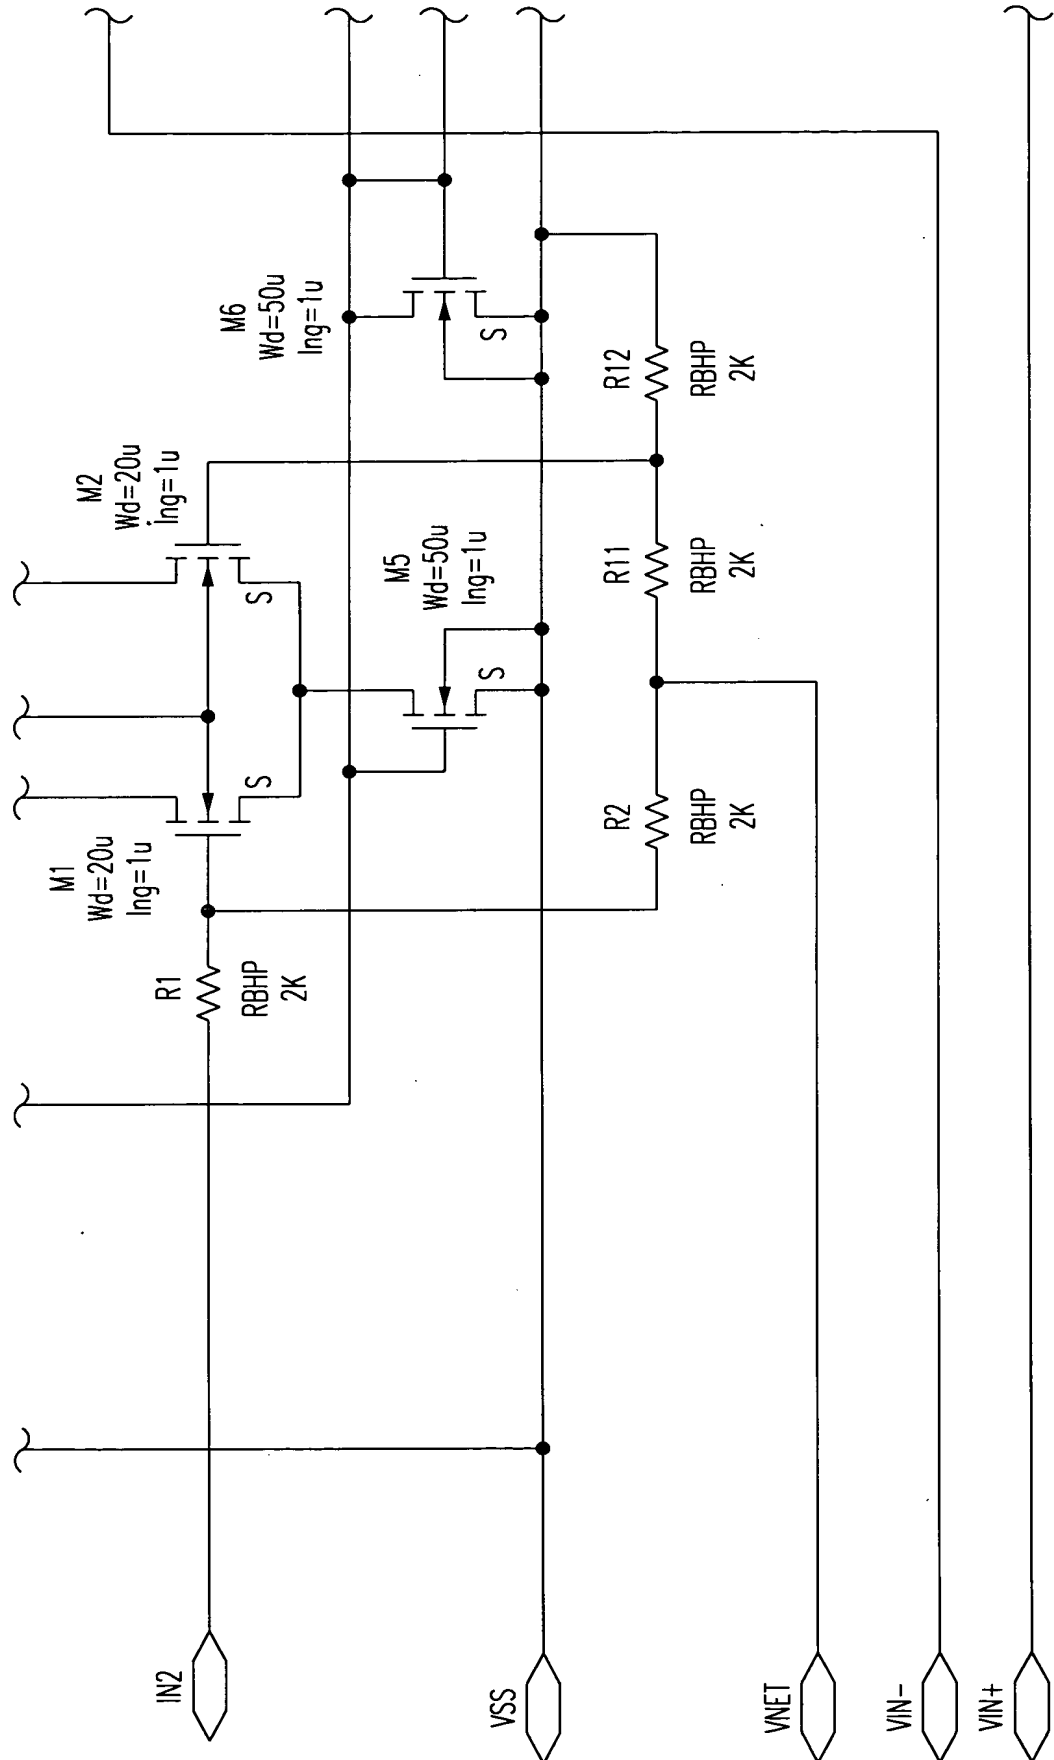 M2
Wd=20u
lng=1u
M6
Wd=50u
lng=1u
S
S
M1
Wd=20u
lng=1u
S
M5
Wd=50u
lng=1u
S
R1
RBHP
2K
R2
RBHP
2K
R11
RBHP
2K
R12
RBHP
2K
IN2
VSS
VNET
VIN-
VIN+